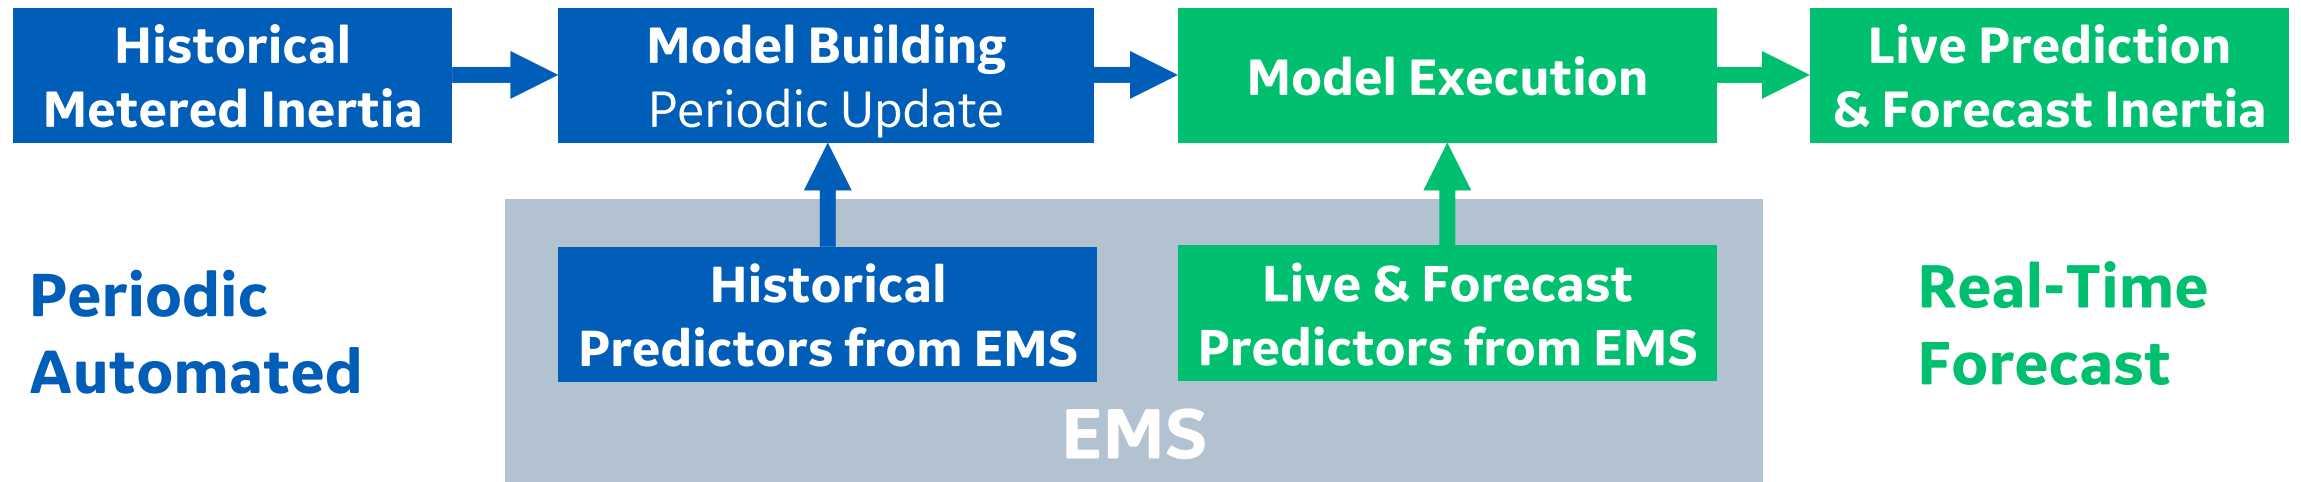 Historical
Metered Inertia
Model Building
Periodic Update
Model Execution
Live Prediction
& Forecast Inertia
Periodic
Automated
Historical
Predictors from EMS
Live & Forecast
Predictors from EMS
EMS
Real-Time
Forecast